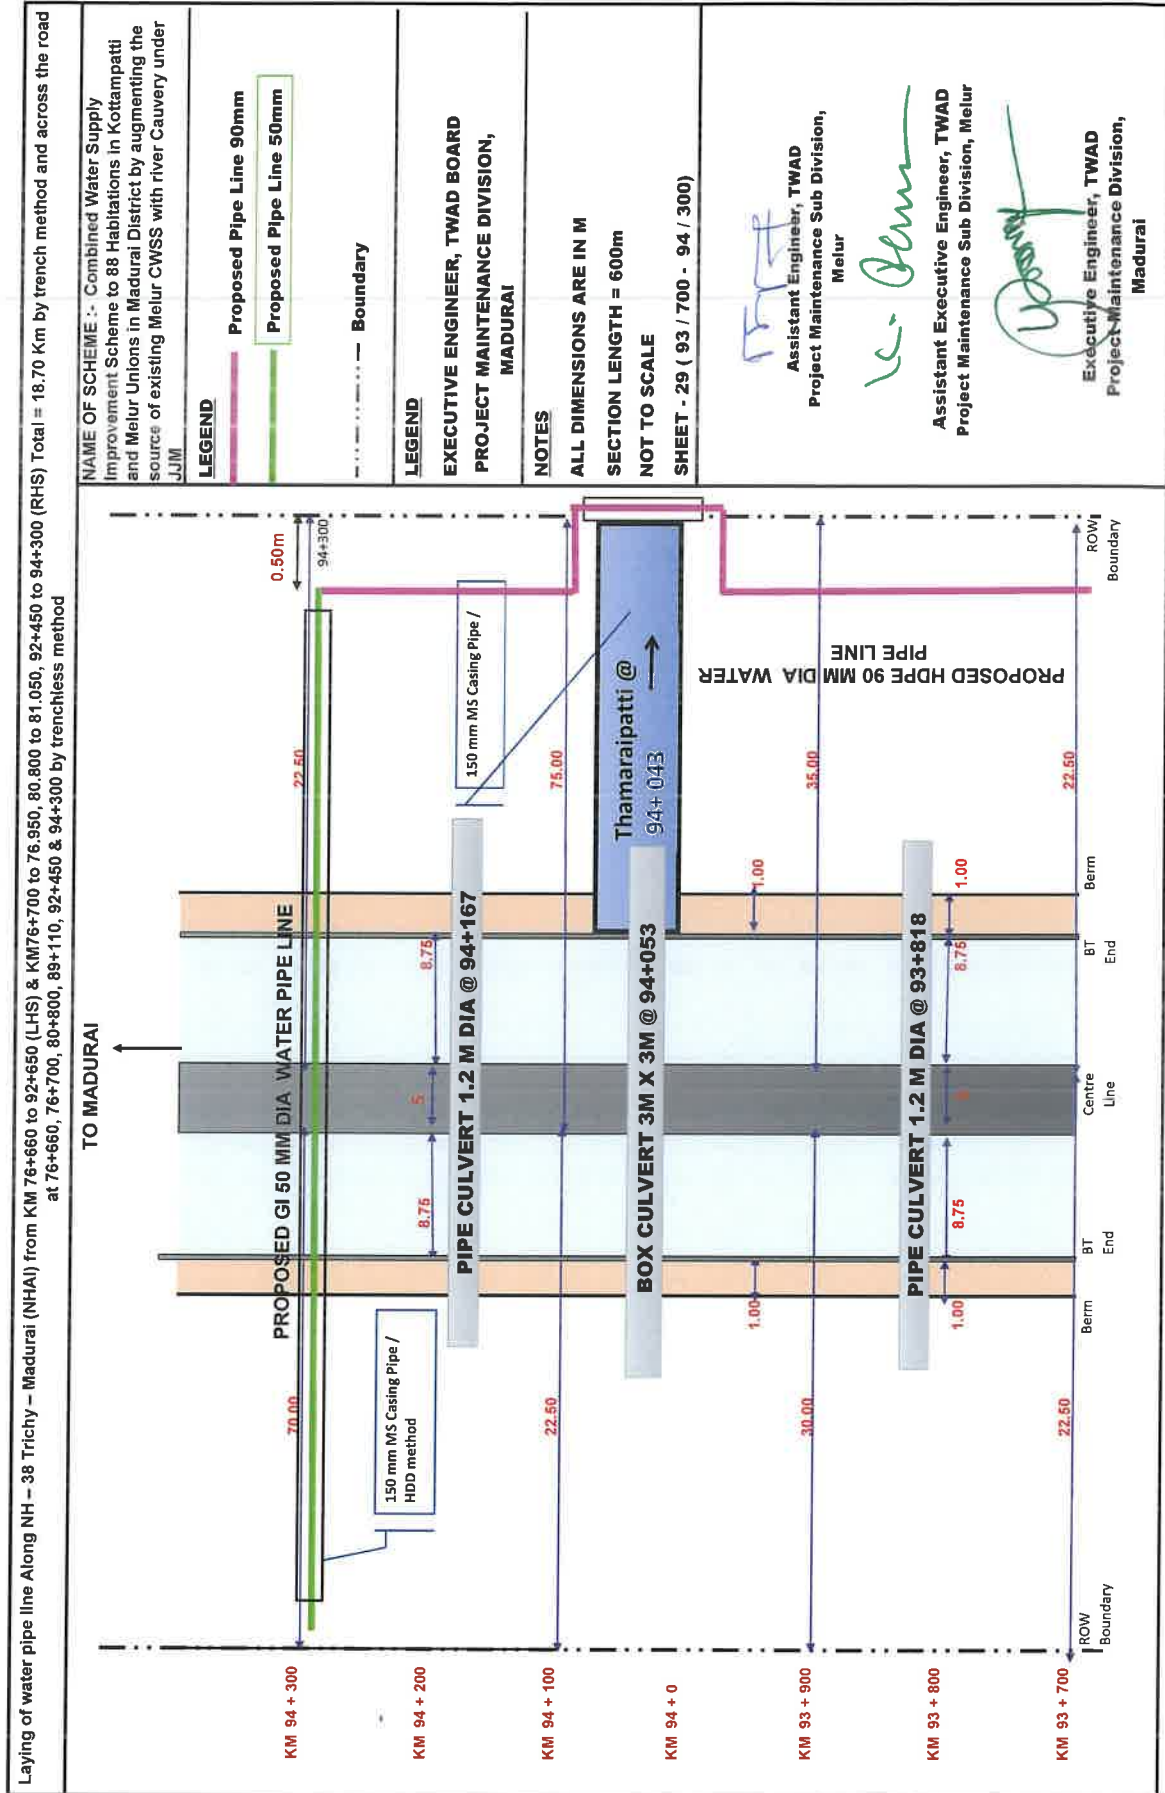 Laying of water pipe line Along NH – 38 Trichy – Madurai (NHAI) from KM 76+660 to 92+650 (LHS) & KM76+700 to 76.950, 80.800 to 81.050, 92+450 to 94+300 (RHS) Total = 18.70 Km by trench method and across the road
at 76+660, 76+700, 80+800, 89+110, 92+450 & 94+300 by trenchless method
TO MADURAI
NAME OF SCHEME :- Combined Water Supply
Improvement Scheme to 88 Habitations in Kottampatti
and Melur Unions in Madurai District by augmenting the
source of existing Melur CWSS with river Cauvery under
JJM
LEGEND
Proposed Pipe Line 90mm
Proposed Pipe Line 50mm
Boundary
LEGEND
EXECUTIVE ENGINEER, TWAD BOARD
PROJECT MAINTENANCE DIVISION,
MADURAI
NOTES
ALL DIMENSIONS ARE IN M
SECTION LENGTH = 600m
NOT TO SCALE
SHEET - 29 ( 93 / 700 - 94 / 300)
Assistant Engineer, TWAD
Project Maintenance Sub Division,
Melur
Assistant Executive Engineer, TWAD
Project Maintenance Sub Division, Melur
Executive Engineer, TWAD
Project Maintenance Division,
Madurai
KM 94 + 300
KM 94 + 200
KM 94 + 100
KM 94 + 0
KM 93 + 900
KM 93 + 800
KM 93 + 700
0.50m
94+300
70.00
22.50
PROPOSED GI 50 MM DIA WATER PIPE LINE
150 mm MS Casing Pipe /
HDD method
8.75
5
8.75
150 mm MS Casing Pipe /
PIPE CULVERT 1.2 M DIA @ 94+167
22.50
75.00
BOX CULVERT 3M X 3M @ 94+053
Thamaraipatti @
94+ 043
1.00
1.00
30.00
35.00
PROPOSED HDPE 90 MM DIA WATER
PIPE LINE
PIPE CULVERT 1.2 M DIA @ 93+818
1.00
8.75
8.75
1.00
22.50
22.50
ROW
Boundary
Berm
BT
End
Centre
Line
BT
End
Berm
ROW
Boundary